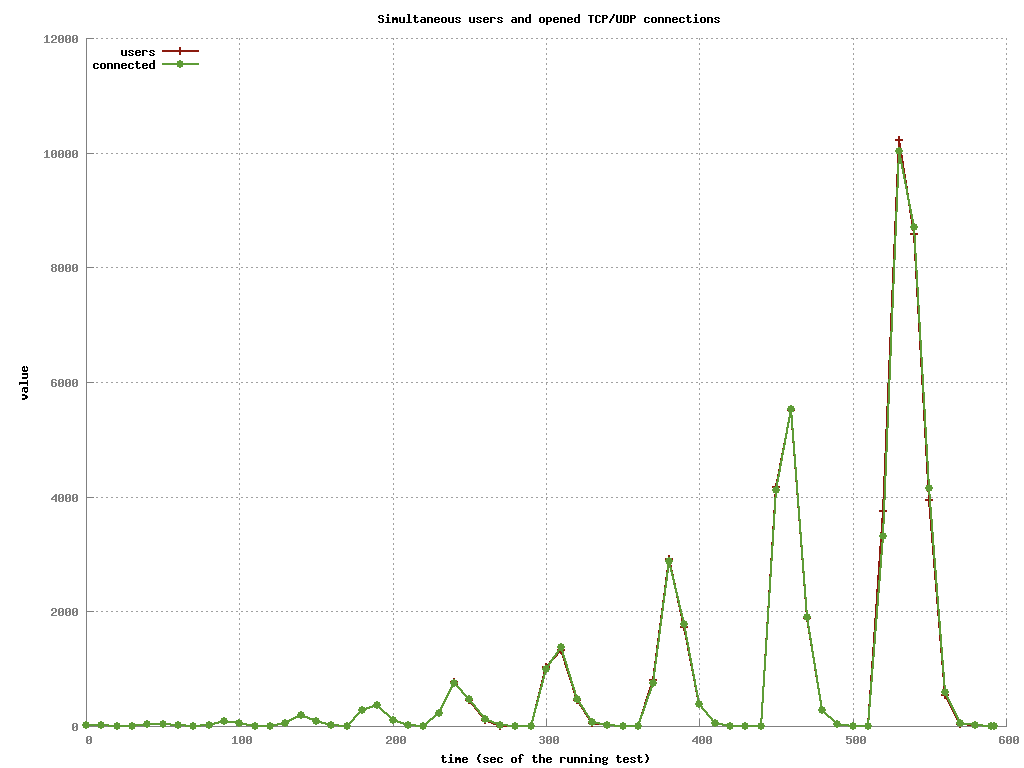 Simultaneous users and opened TCP/UDP connections
12000
users
connected
10000
8000
6000
value
4000
2000
0
0 100 200 300 400 500 600
time (sec of the running test)